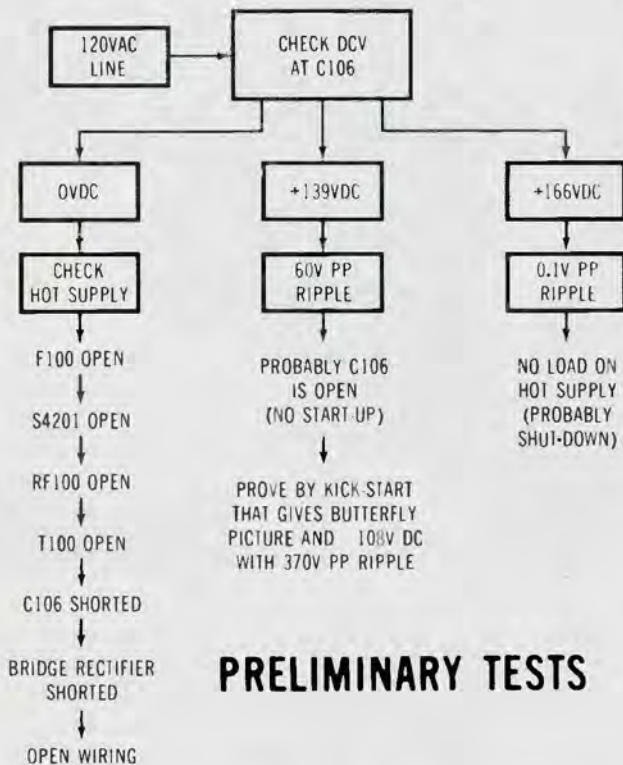 120VAC
LINE
CHECK DCV
AT C106
0VDC
CHECK
HOT SUPPLY
F100 OPEN
S4201 OPEN
RF100 OPEN
T100 OPEN
C106 SHORTED
BRIDGE RECTIFIER
SHORTED
OPEN WIRING
+139VDC
60V PP
RIPPLE
PROBABLY C106
IS OPEN
(NO START-UP)
PROVE BY KICK-START
THAT GIVES BUTTERFLY
PICTURE AND 108V DC
WITH 370V PP RIPPLE
+166VDC
0.1V PP
RIPPLE
NO LOAD ON
HOT SUPPLY
(PROBABLY
SHUT-DOWN)
PRELIMINARY TESTS